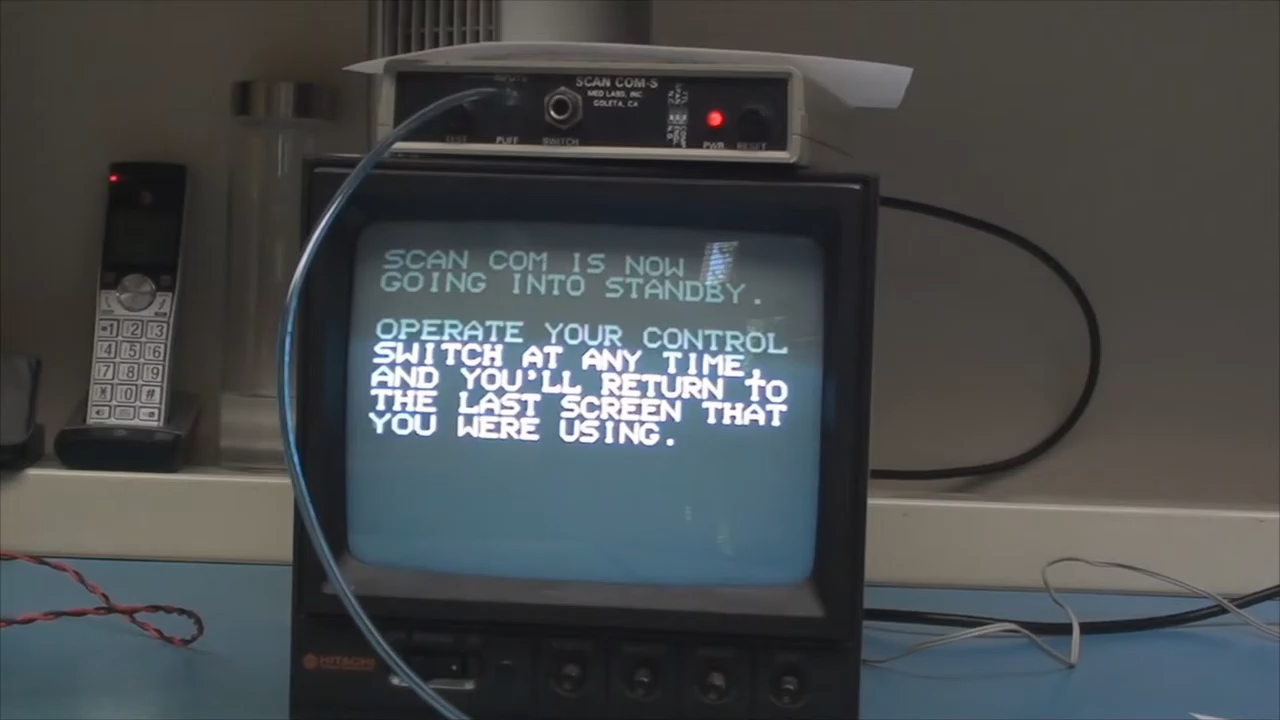 INPUTS
SCAN COM-S
MED LABS, INC.
GOLETA, CA
TEST PUFF SWITCH PWR RESET
SCAN COM IS NOW
GOING INTO STANDBY.
OPERATE YOUR CONTROL
SWITCH AT ANY TIME,
AND YOU'LL RETURN TO
THE LAST SCREEN THAT
YOU WERE USING.
HITACHI